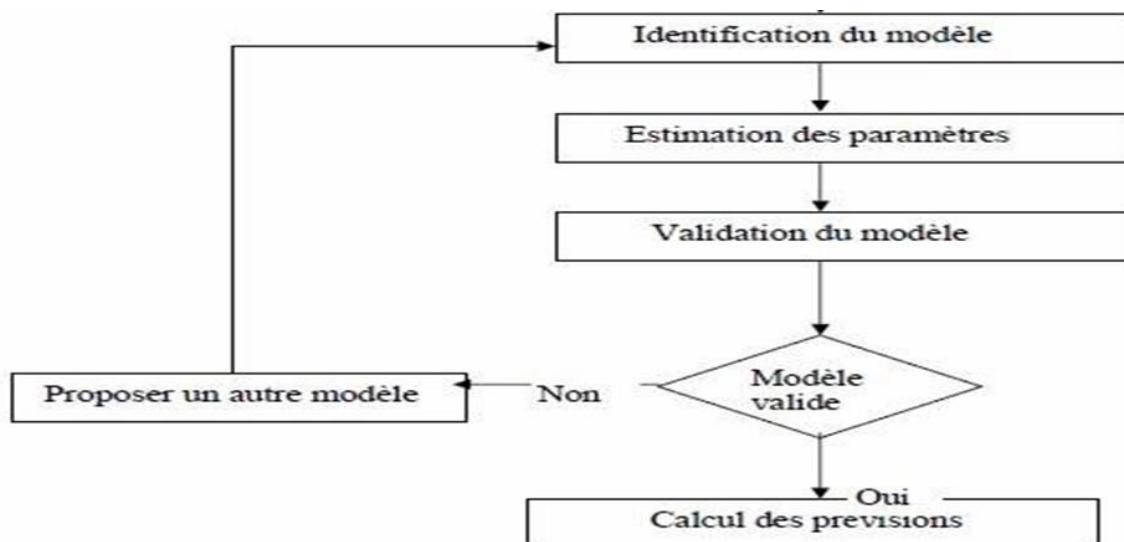 Identification du modèle
Estimation des paramètres
Validation du modèle
Modèle
valide
Non
Proposer un autre modèle
Oui
Calcul des prévisions